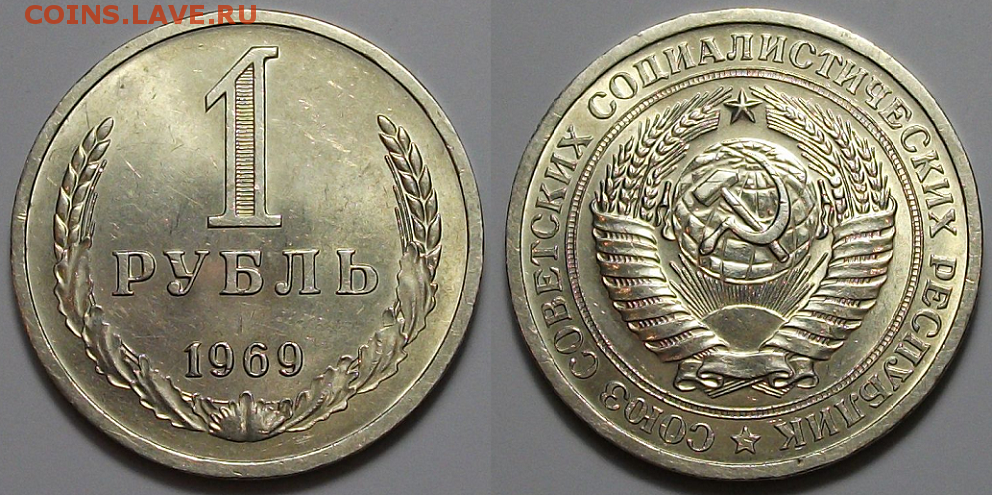 COINS.LAVE.RU
1
РУБЛЬ
1969
СОЮЗ СОВЕТСКИХ СОЦИАЛИСТИЧЕСКИХ РЕСПУБЛИК